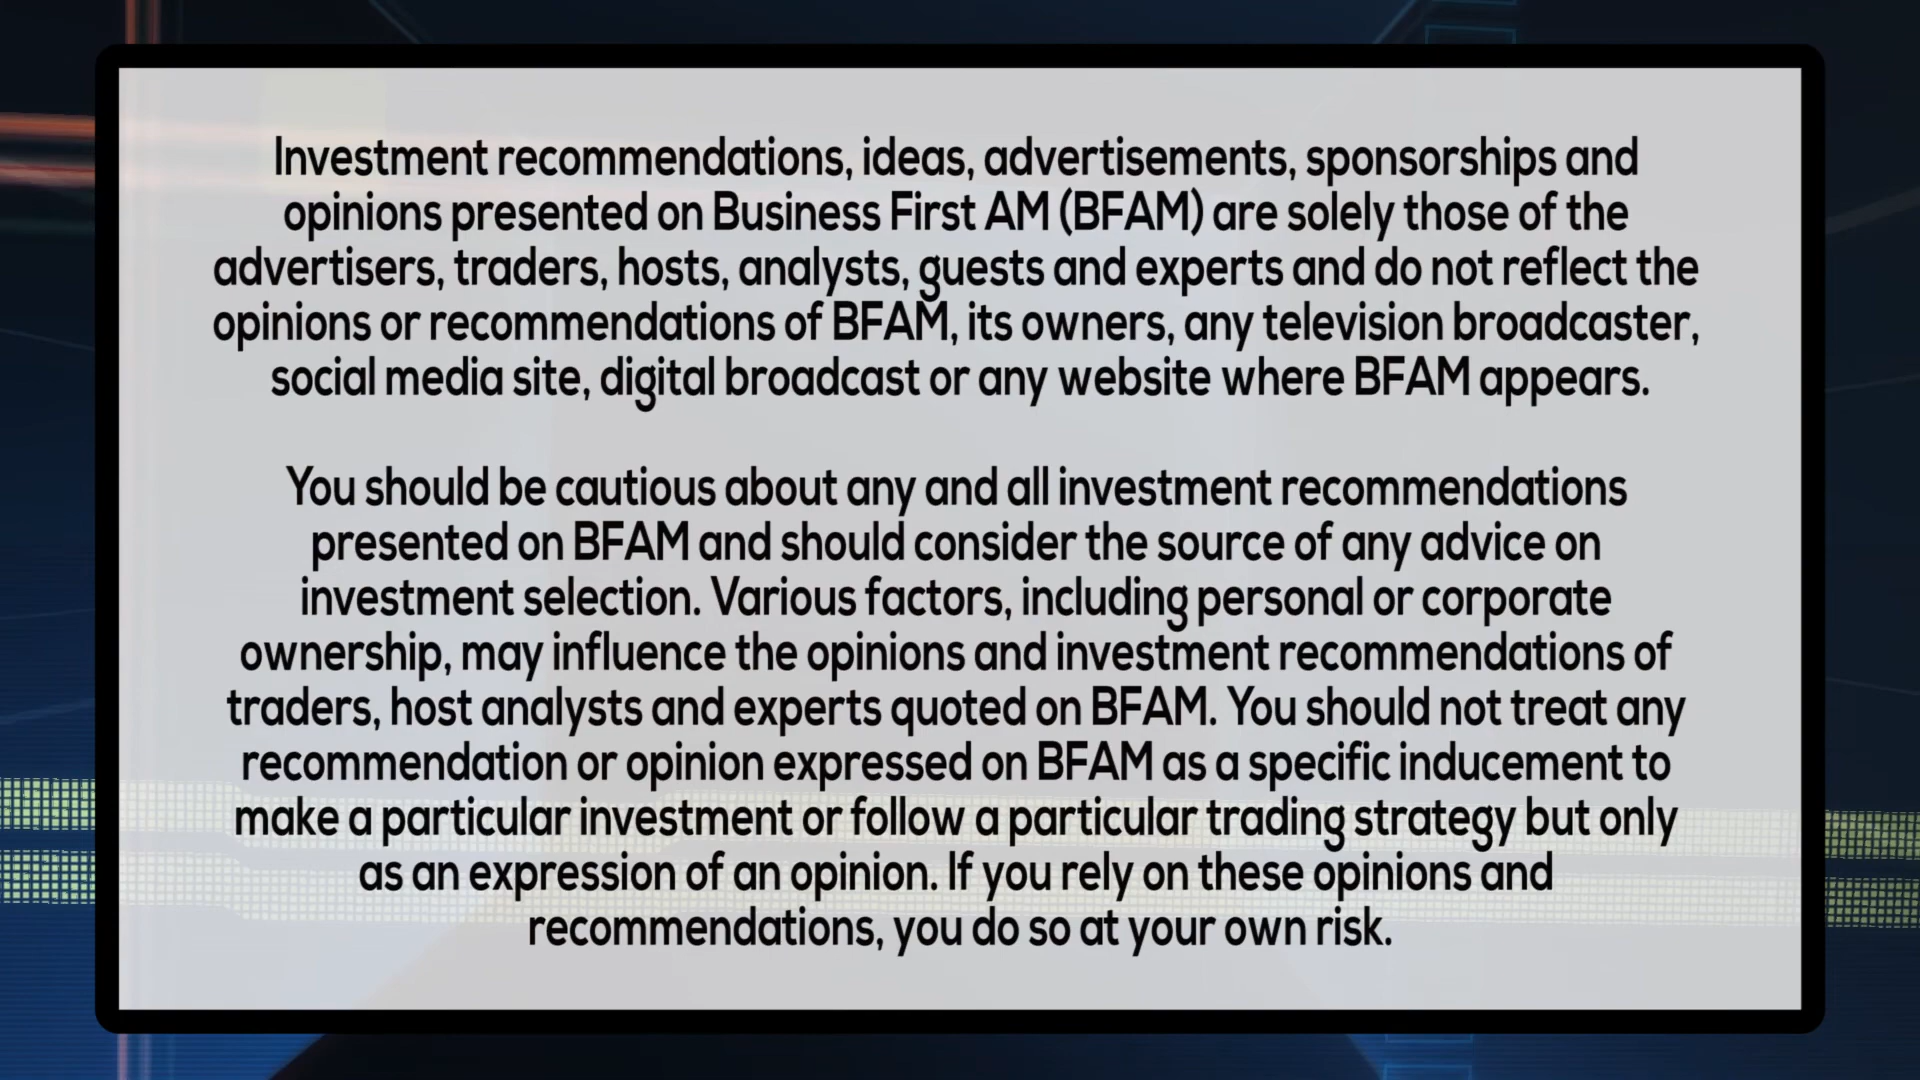 Investment recommendations, ideas, advertisements, sponsorships and
opinions presented on Business First AM (BFAM) are solely those of the
advertisers, traders, hosts, analysts, guests and experts and do not reflect the
opinions or recommendations of BFAM, its owners, any television broadcaster,
social media site, digital broadcast or any website where BFAM appears.
You should be cautious about any and all investment recommendations
presented on BFAM and should consider the source of any advice on
investment selection. Various factors, including personal or corporate
ownership, may influence the opinions and investment recommendations of
traders, host analysts and experts quoted on BFAM. You should not treat any
recommendation or opinion expressed on BFAM as a specific inducement to
make a particular investment or follow a particular trading strategy but only
as an expression of an opinion. If you rely on these opinions and
recommendations, you do so at your own risk.